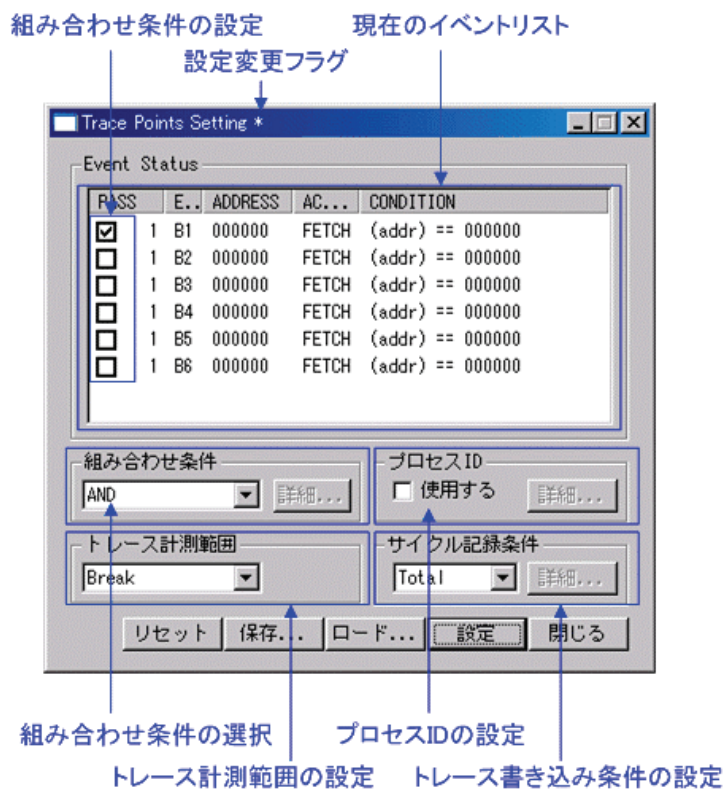 組み合わせ条件の設定 現在のイベントリスト
設定変更フラグ
Trace Points Setting *
Event Status
PASS E.. ADDRESS AC... CONDITION
1 B1 000000 FETCH (addr) == 000000
1 B2 000000 FETCH (addr) == 000000
1 B3 000000 FETCH (addr) == 000000
1 B4 000000 FETCH (addr) == 000000
1 B5 000000 FETCH (addr) == 000000
1 B6 000000 FETCH (addr) == 000000
組み合わせ条件 プロセスID
AND 詳細... 使用する 詳細...
トレース計測範囲 サイクル記録条件
Break Total 詳細...
リセット 保存... ロード... 設定 閉じる
組み合わせ条件の選択 プロセスIDの設定
トレース計測範囲の設定 トレース書き込み条件の設定